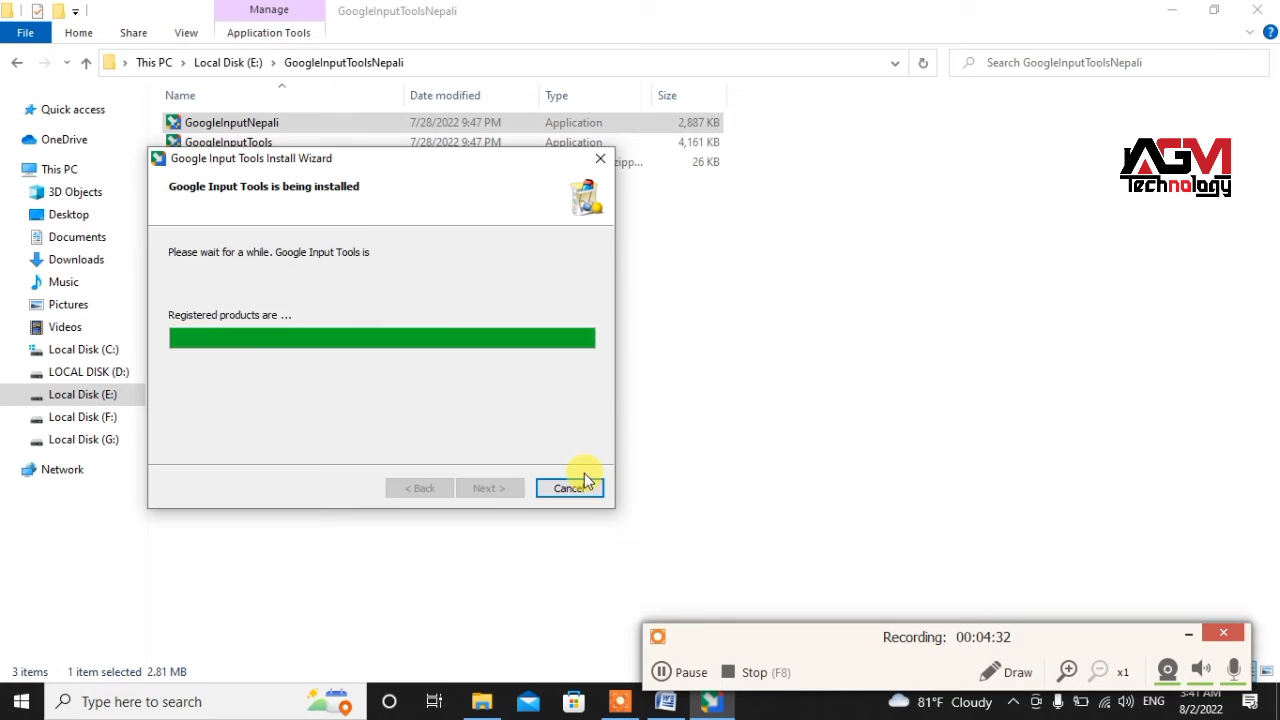 Manage
GoogleInputToolsNepali
File
Home
Share
View
Application Tools
This PC
Local Disk (E:)
GoogleInputToolsNepali
Search GoogleInputToolsNepali
Name
Date modified
Type
Size
Quick access
GoogleInputNepali
7/28/2022 9:47 PM
Application
2,887 KB
OneDrive
GoogleInputTools
7/28/2022 9:47 PM
Application
4,161 KB
zipp...
26 KB
AGM
Technology
Google Input Tools Install Wizard
Google Input Tools is being installed
Please wait for a while. Google Input Tools is
Registered products are ...
< Back
Next >
Cancel
This PC
3D Objects
Desktop
Documents
Downloads
Music
Pictures
Videos
Local Disk (C:)
LOCAL DISK (D:)
Local Disk (E:)
Local Disk (F:)
Local Disk (G:)
Network
3 items
1 item selected 2.81 MB
Recording: 00:04:32
Pause
Stop (F8)
Draw
x1
Type here to search
81°F Cloudy
ENG
3:41 AM
8/2/2022